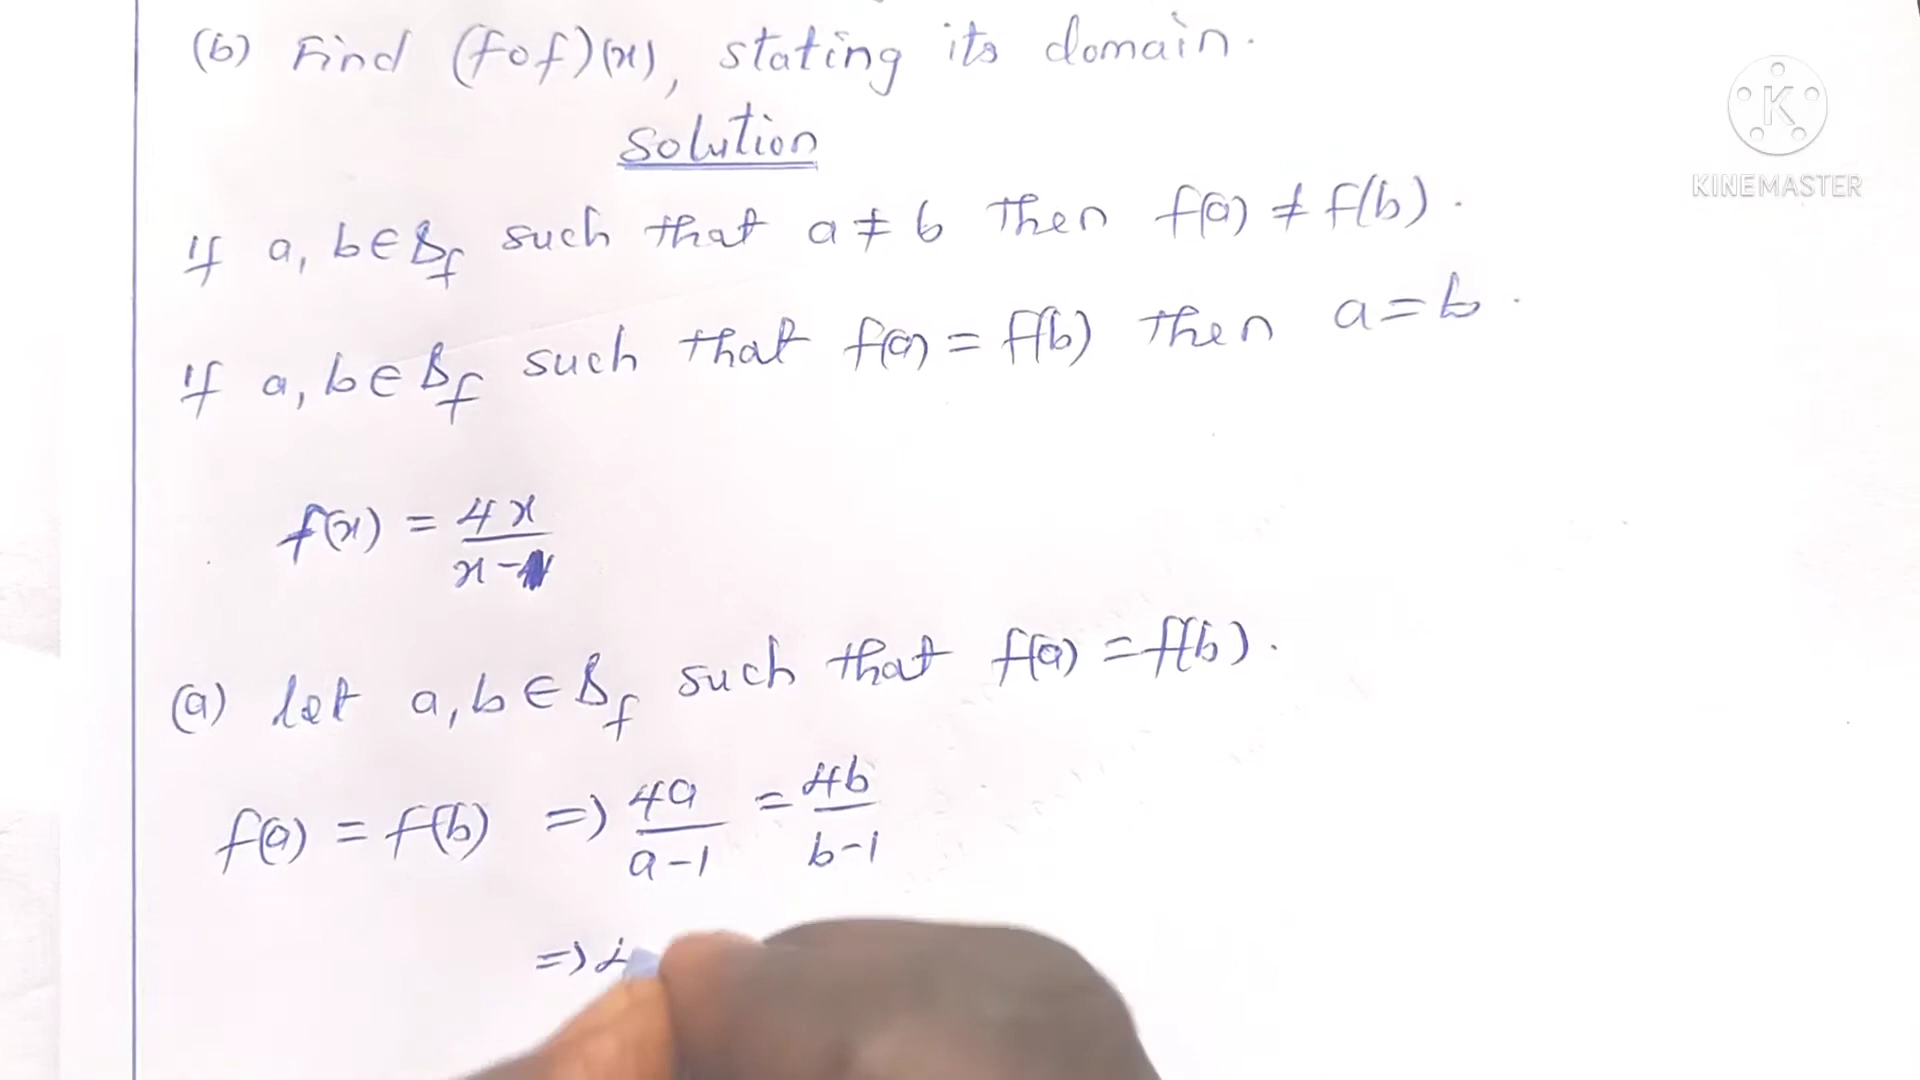 (b) Find (fof)(x), stating its domain.
Solution
If a, b ∈ D_f such that a ≠ b then f(a) ≠ f(b).
If a, b ∈ D_f such that f(a) = f(b) then a = b.
f(x) = 4x / x-1
(a) let a, b ∈ D_f such that f(a) = f(b).
f(a) = f(b) => 4a / a-1 = 4b / b-1
=>
K
KINEMASTER